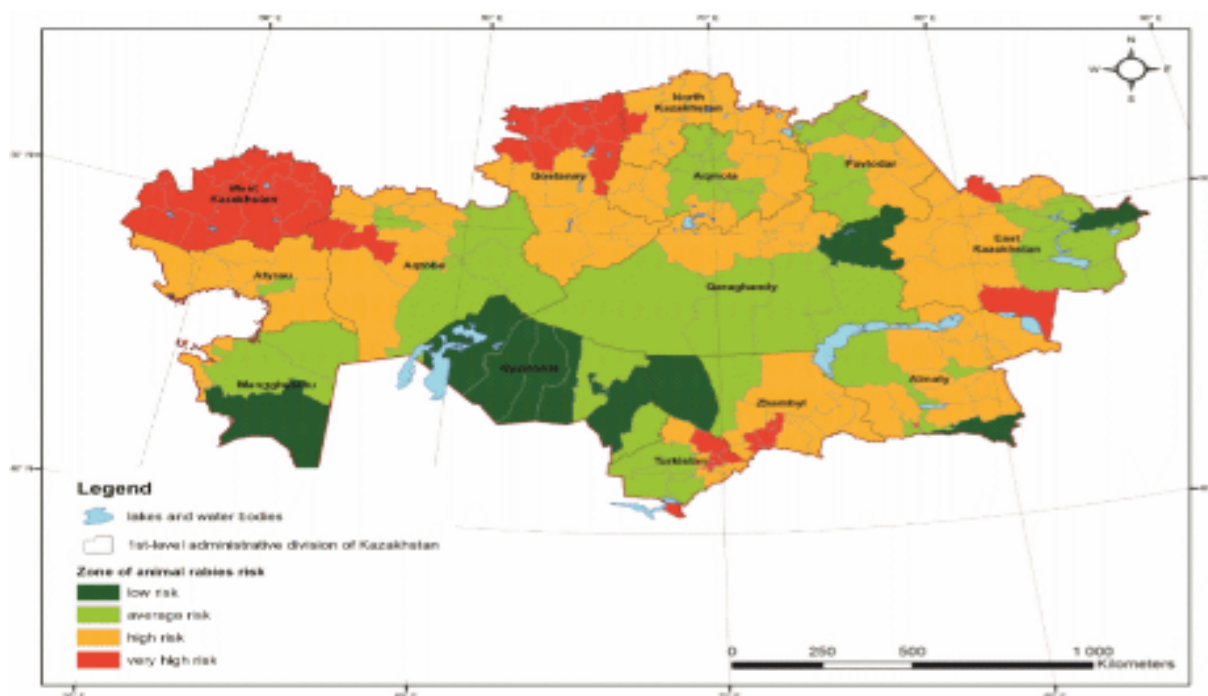 N
W E
S
North
Kazakhstan
Qostanay
Aqmola
Pavlodar
West
Kazakhstan
East
Kazakhstan
Aqtobe
Atyrau
Qaraghandy
Mangghystau
Qyzylorda
Almaty
Zhambyl
Turkistan
Legend
lakes and water bodies
1st-level administrative division of Kazakhstan
Zone of animal rabies risk
low risk
average risk
high risk
very high risk
0 250 500 1 000
Kilometers